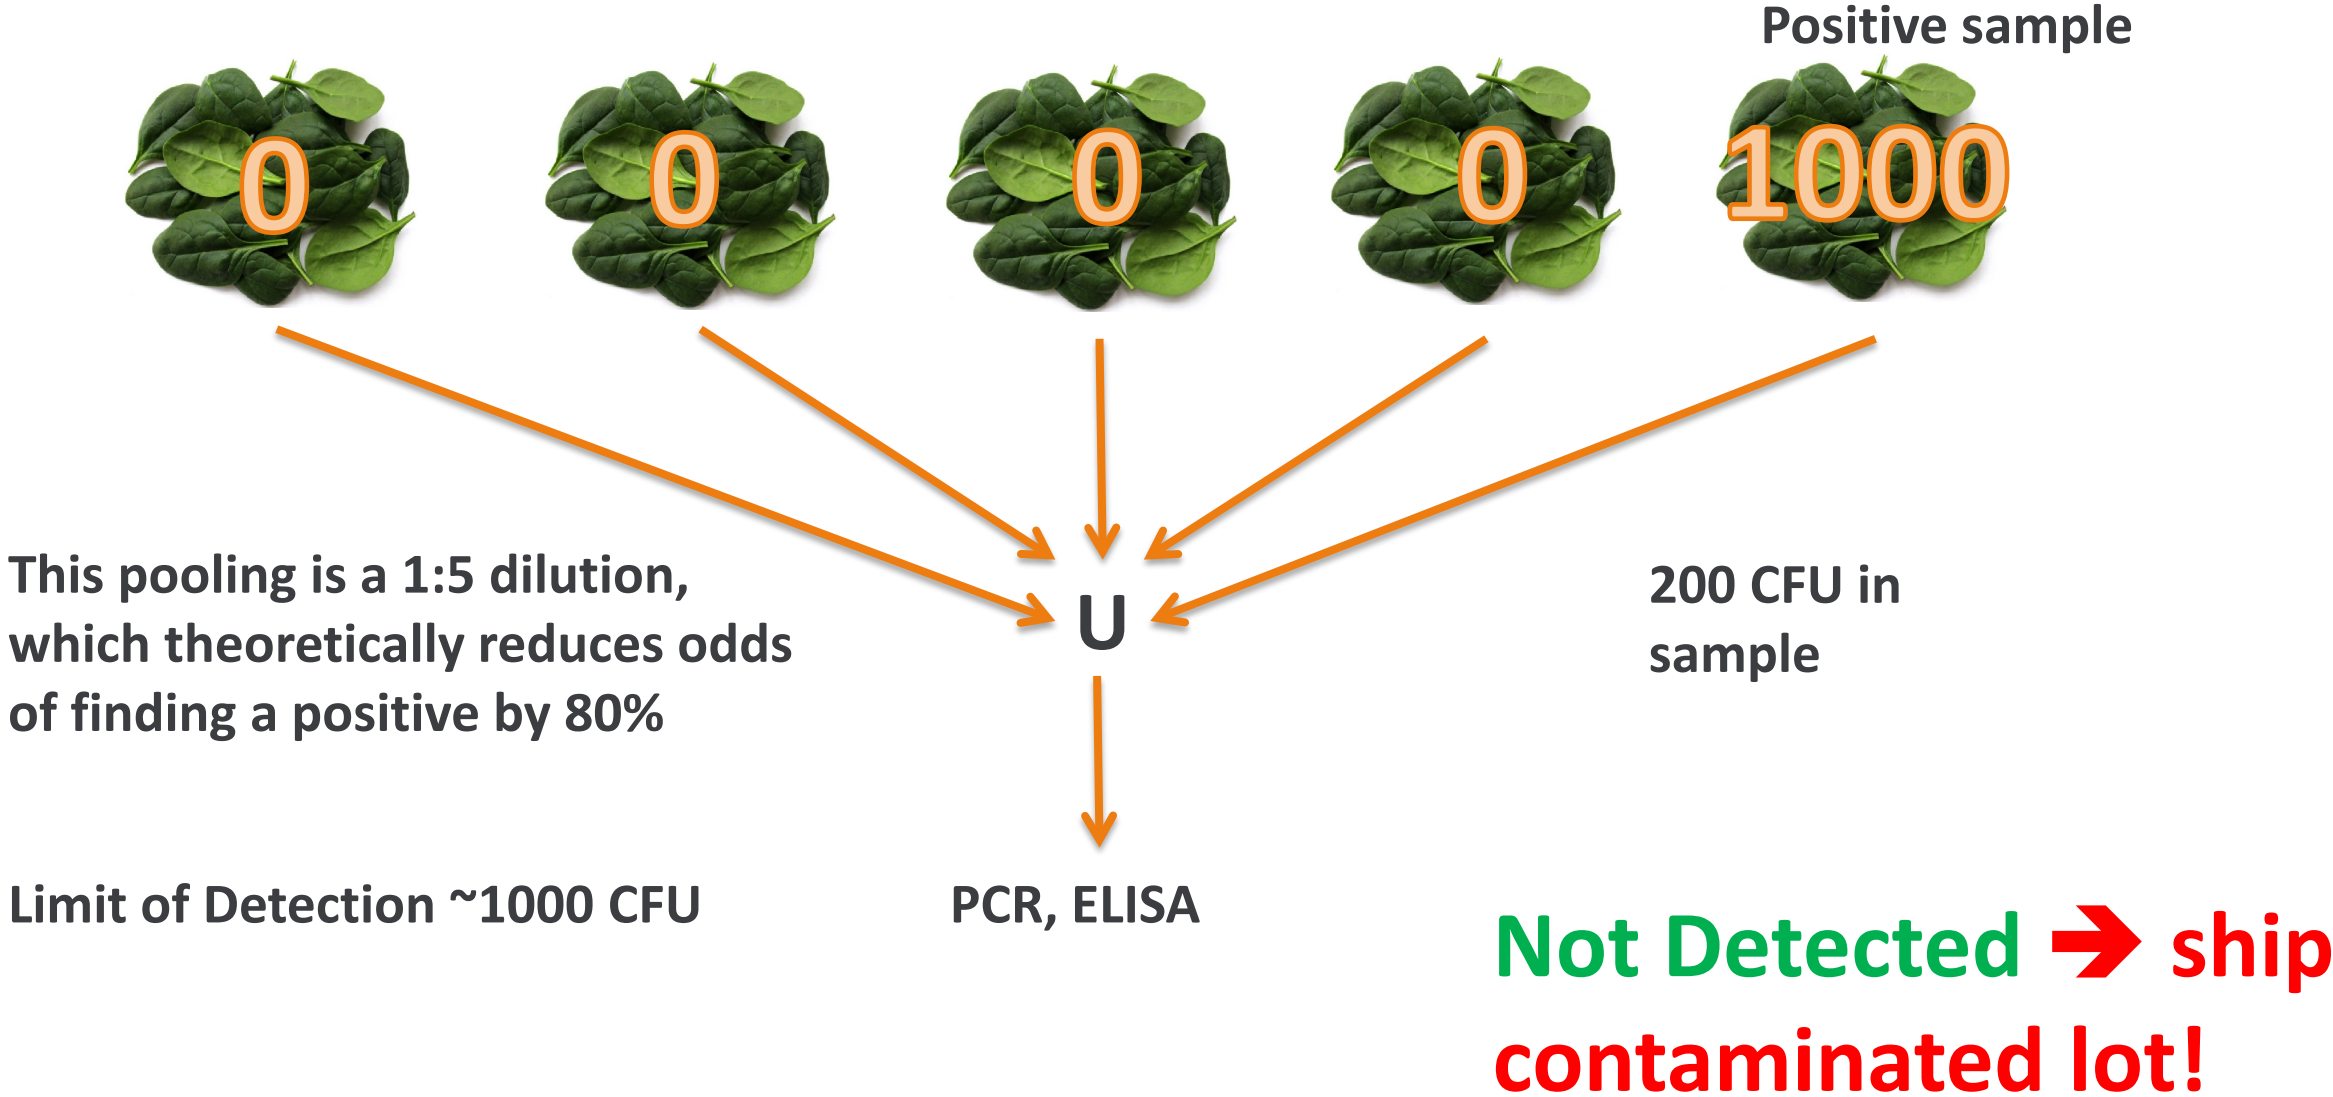 Positive sample
0
0
0
0
1000
This pooling is a 1:5 dilution,
which theoretically reduces odds
of finding a positive by 80%
U
200 CFU in
sample
Limit of Detection ~1000 CFU
PCR, ELISA
Not Detected ➔ ship
contaminated lot!